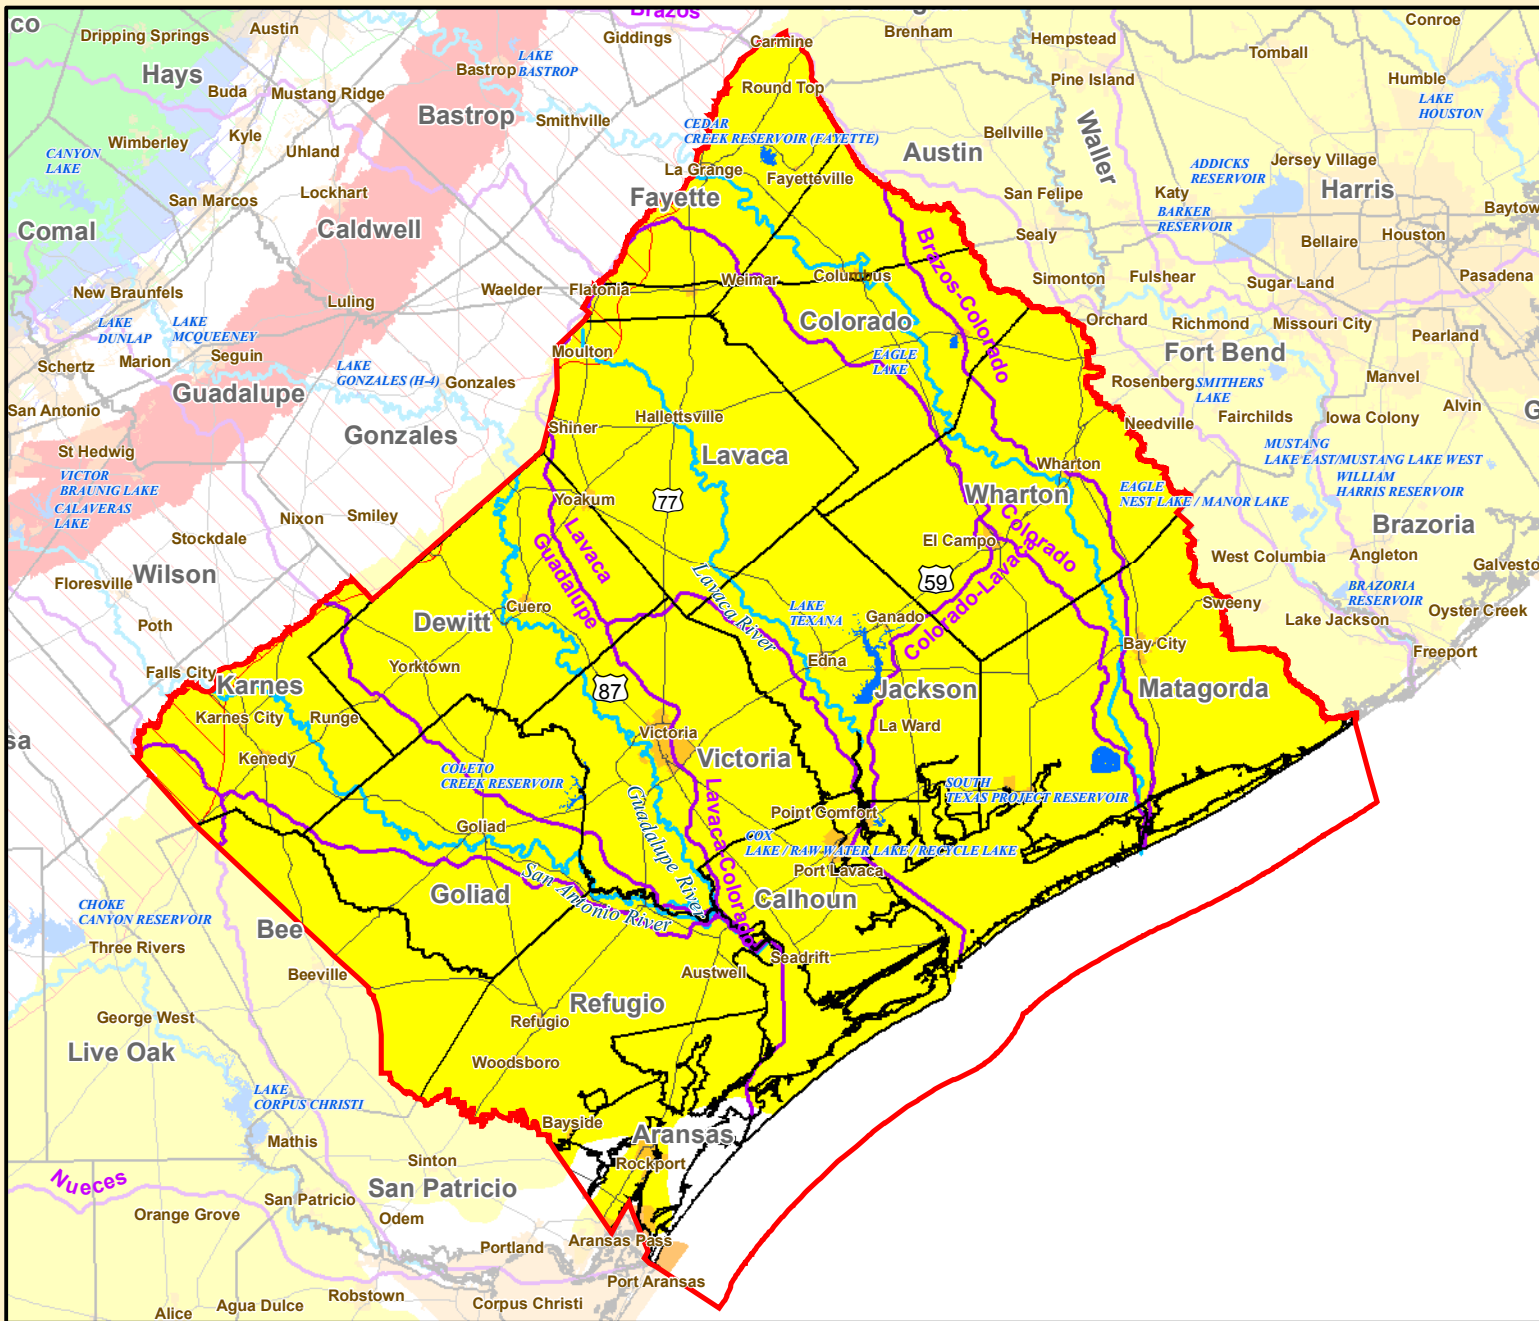 co
Dripping Springs
Austin
Brazos
Giddings
Carmine
Brenham
Hempstead
Tomball
Conroe
Hays
Buda
Mustang Ridge
Bastrop
LAKE
BASTROP
Round Top
Pine Island
Humble
LAKE
HOUSTON
Bastrop
Smithville
CEDAR
CREEK RESERVOIR (FAYETTE)
Bellville
Waller
Wimberley
Kyle
Uhland
CANYON
LAKE
Lockhart
San Marcos
La Grange
Fayetteville
Austin
San Felipe
ADDICKS
RESERVOIR
Jersey Village
Katy
Harris
Fayette
BARKER
RESERVOIR
Baytow
Comal
Caldwell
Sealy
Bellaire
Houston
Brazos-Colorado
New Braunfels
Luling
Waelder
Flatonia
Weimar
Columbus
Simonton
Fulshear
Sugar Land
Pasadena
LAKE
DUNLAP
LAKE
MCQUEENEY
Colorado
Orchard
Richmond
Missouri City
Pearland
Schertz
Marion
Seguin
Moulton
EAGLE
LAKE
Fort Bend
LAKE
GONZALES (H-4)
Gonzales
Rosenberg
SMITHERS
LAKE
Manvel
Guadalupe
San Antonio
Hallettsville
Fairchilds
Iowa Colony
Alvin
G
Gonzales
Shiner
Needville
St Hedwig
Lavaca
MUSTANG
LAKE EAST/MUSTANG LAKE WEST
VICTOR
BRAUNIG LAKE
CALAVERAS
LAKE
Wharton
WILLIAM
HARRIS RESERVOIR
Yoakum
77
Wharton
EAGLE
NEST LAKE / MANOR LAKE
Nixon
Smiley
Brazoria
Stockdale
Lavaca
Guadalupe
El Campo
Colorado
Colorado-Lavaca
West Columbia
Angleton
Galvesto
Wilson
Floresville
59
Lavaca River
BRAZORIA
RESERVOIR
Cuero
LAKE
TEXANA
Ganado
Sweeny
Lake Jackson
Oyster Creek
Dewitt
Poth
Bay City
Freeport
Yorktown
Edna
Falls City
Karnes
87
Jackson
Matagorda
Karnes City
Runge
La Ward
sa
Victoria
Kenedy
Victoria
COLETO
CREEK RESERVOIR
SOUTH
TEXAS PROJECT RESERVOIR
Guadalupe River
Lavaca-Colorado
Point Comfort
Goliad
COX
LAKE / RAW WATER LAKE / RECYCLE LAKE
Port Lavaca
Goliad
San Antonio River
Calhoun
CHOKE
CANYON RESERVOIR
Bee
Three Rivers
Beeville
Austwell
Seadrift
Refugio
George West
Refugio
Live Oak
Woodsboro
LAKE
CORPUS CHRISTI
Bayside
Aransas
Mathis
Sinton
Rockport
Nueces
San Patricio
San Patricio
Orange Grove
Odem
Portland
Aransas Pass
Port Aransas
Robstown
Agua Dulce
Alice
Corpus Christi